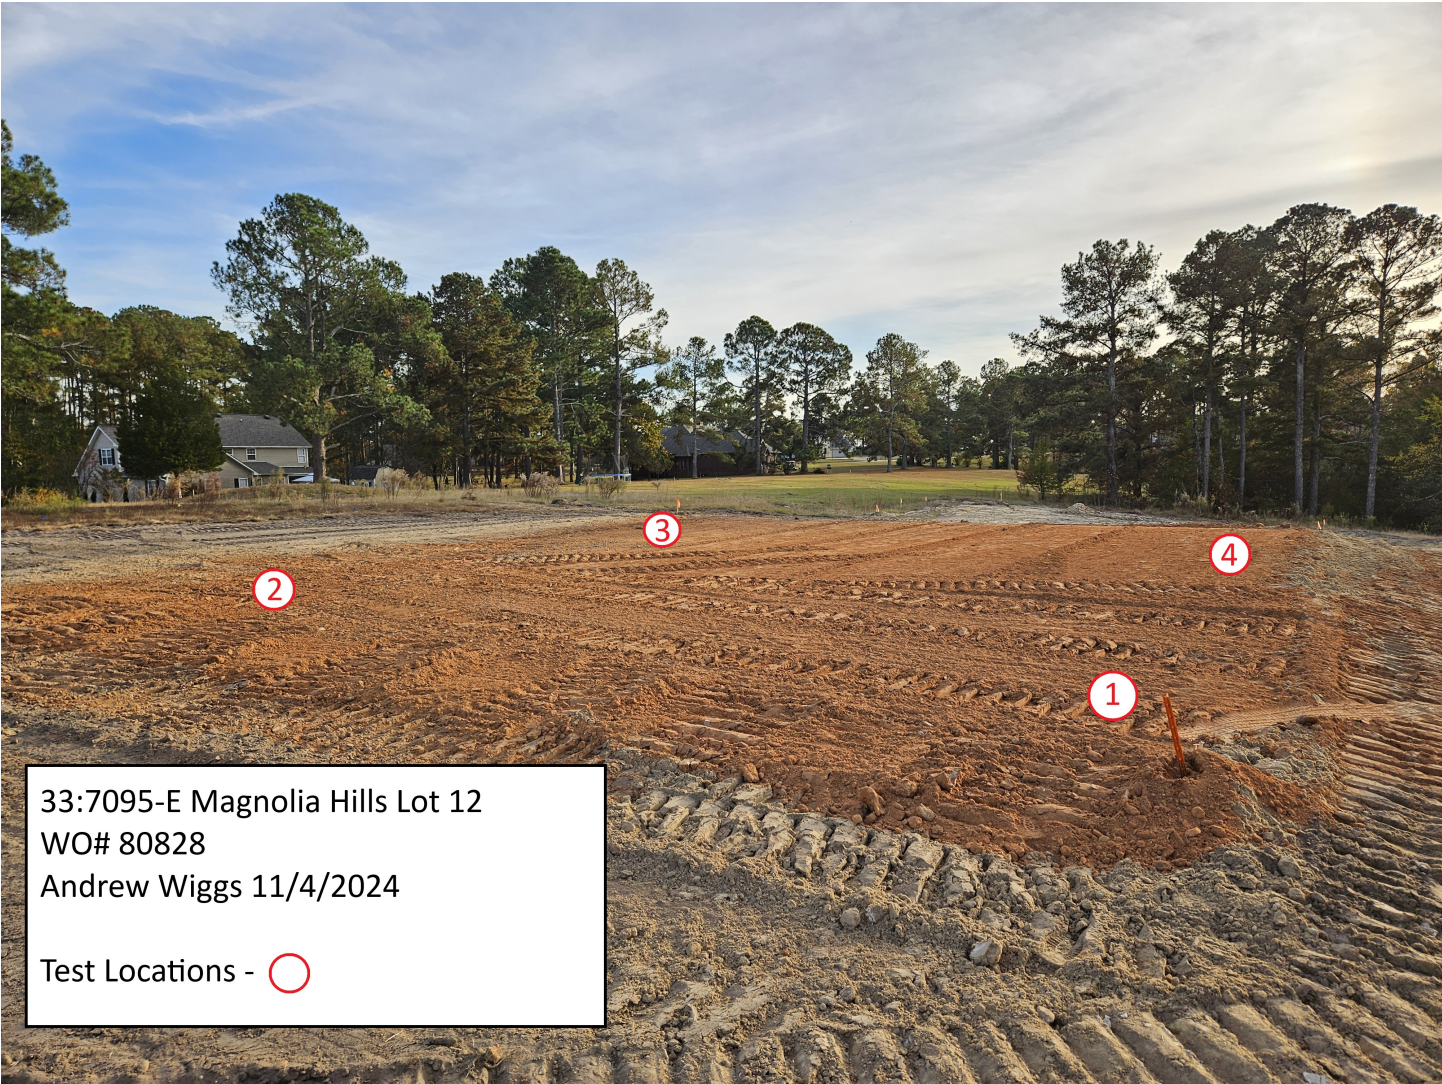 3
4
2
1
33:7095-E Magnolia Hills Lot 12
WO# 80828
Andrew Wiggs 11/4/2024
Test Locations -